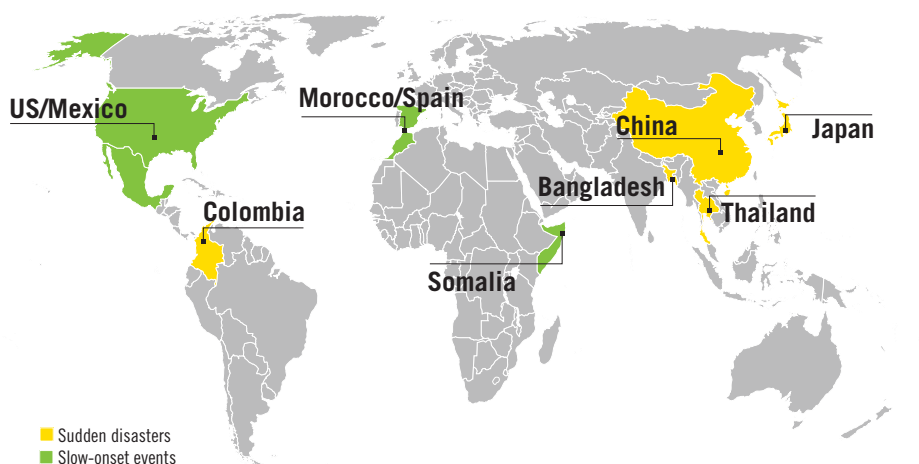 US/Mexico
Morocco/Spain
China
Japan
Bangladesh
Thailand
Colombia
Somalia
Sudden disasters
Slow-onset events